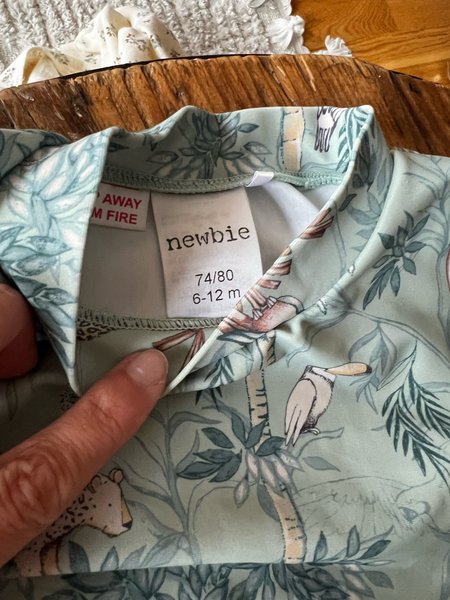 AWAY
M FIRE
newbie
74/80
6-12 m